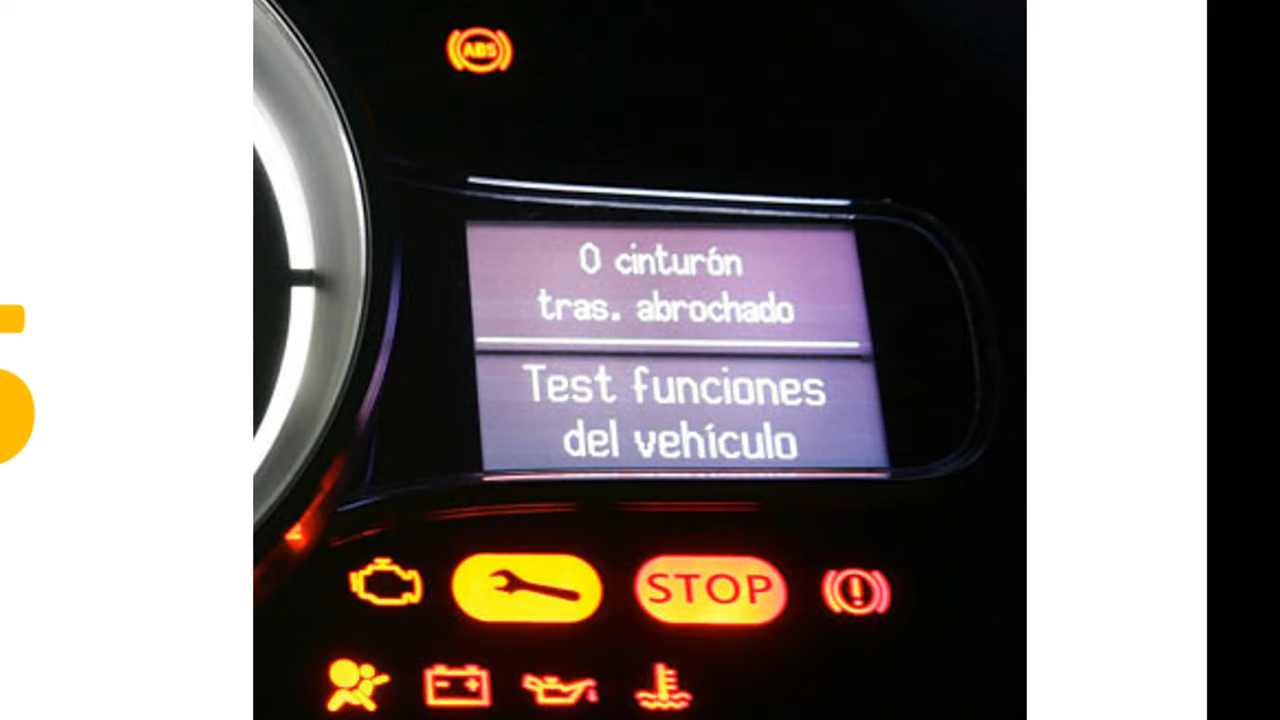 ABS
0 cinturón
tras. abrochado
Test funciones
del vehículo
STOP